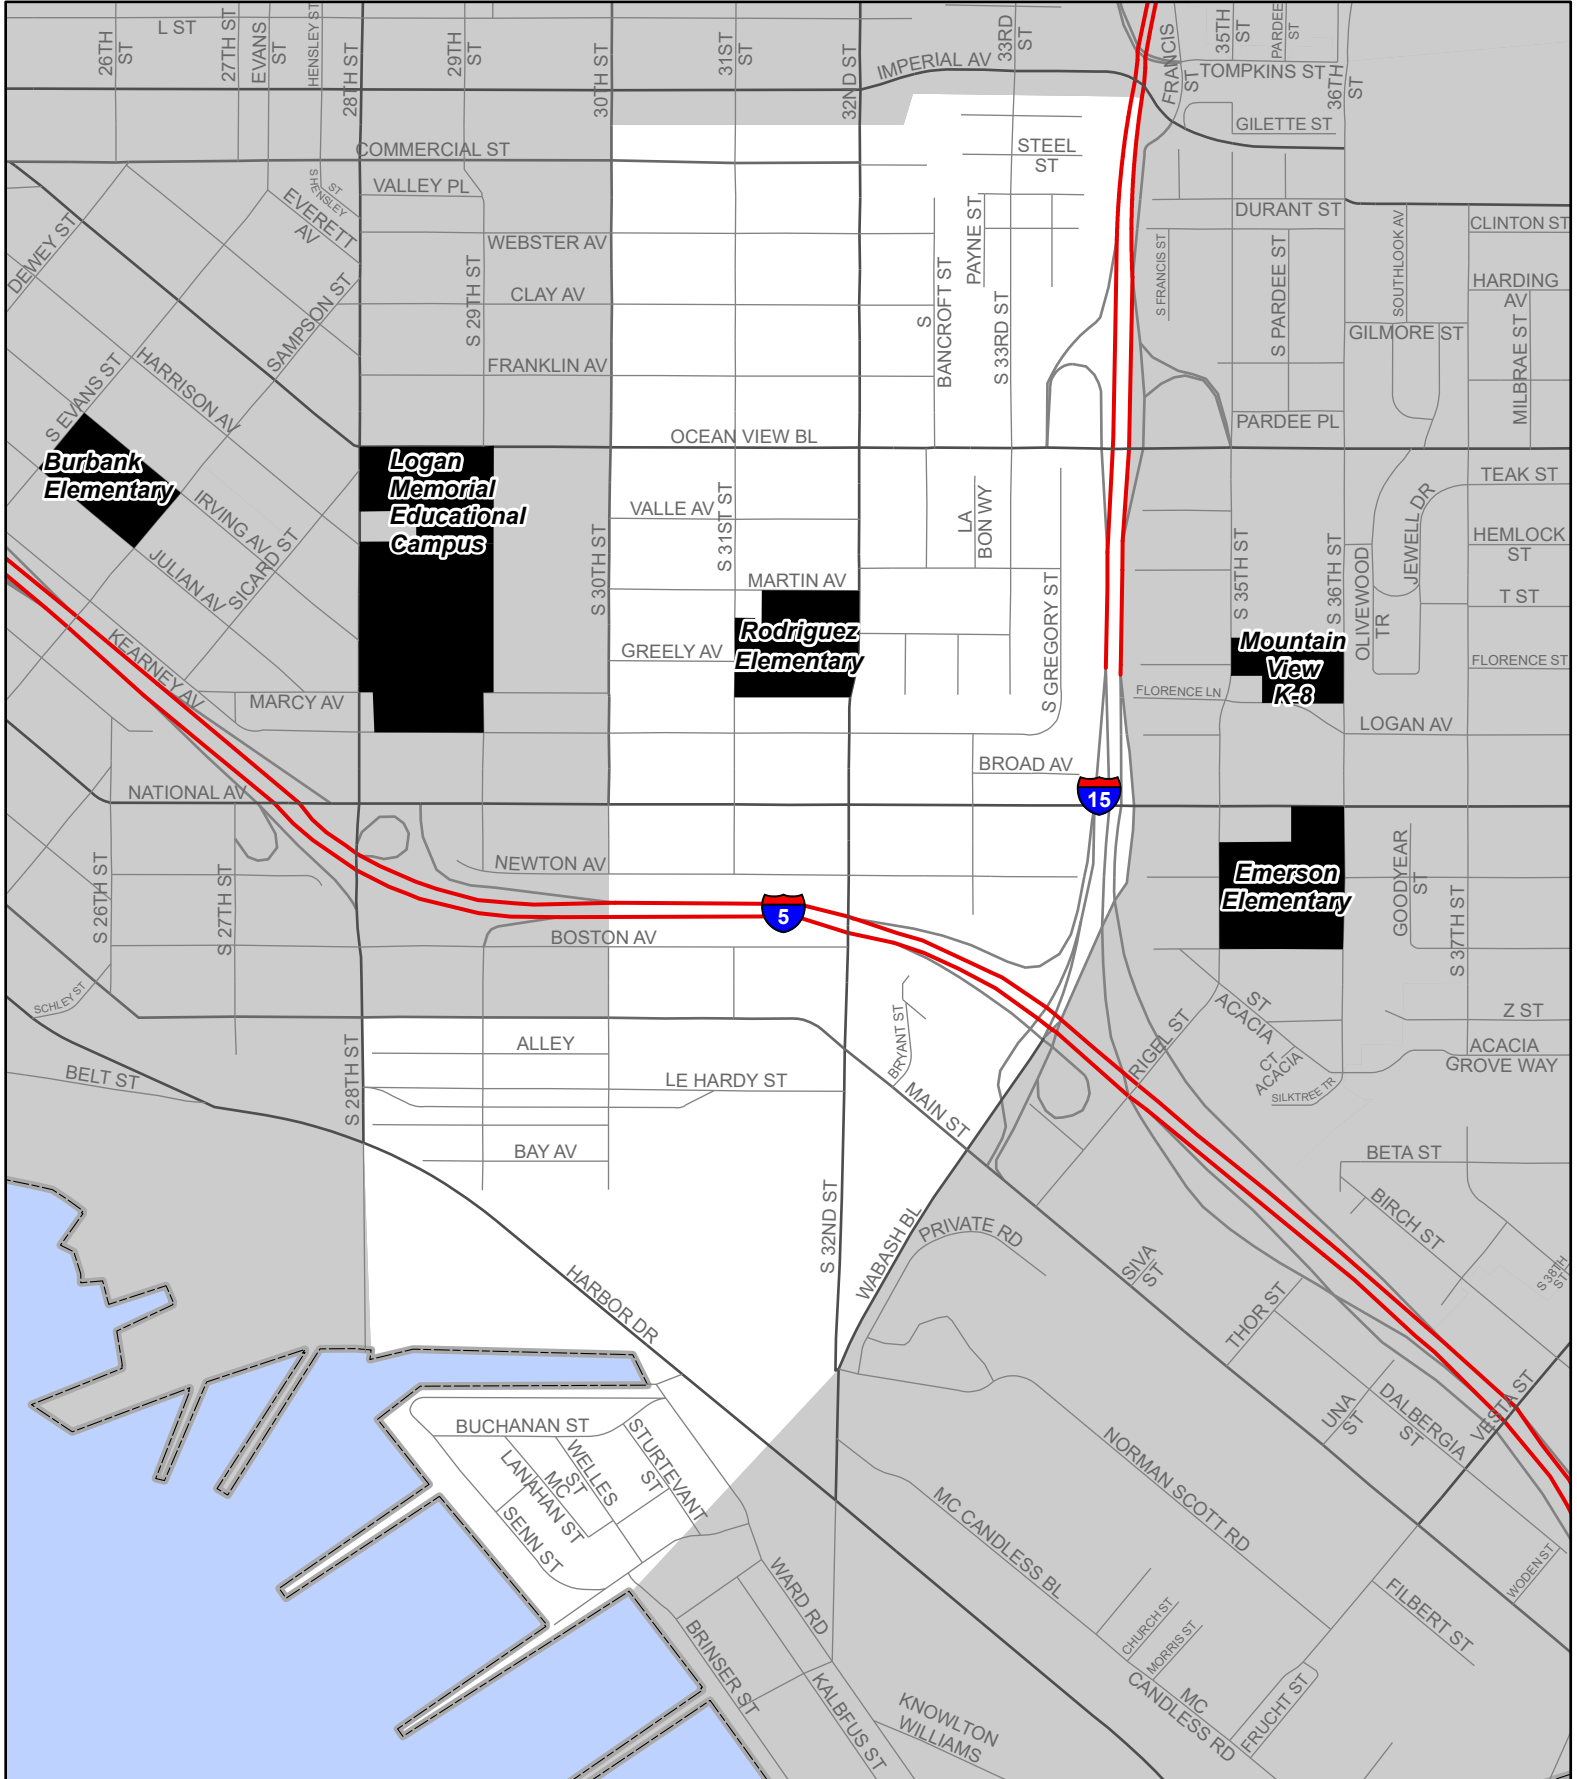 L ST
26TH
ST
27TH ST
EVANS
ST
HENSLEY ST
28TH ST
29TH
ST
30TH ST
31ST
ST
32ND ST
IMPERIAL AV
33RD
ST
FRANCIS
ST
35TH
ST
PARDEE
ST
TOMPKINS ST
36TH
ST
GILETTE ST
COMMERCIAL ST
STEEL
ST
VALLEY PL
S HENSLEY
ST
EVERETT
AV
DEWEY ST
WEBSTER AV
PAYNE ST
DURANT ST
CLINTON ST
SAMPSON ST
S 29TH ST
CLAY AV
S
BANCROFT ST
S 33RD ST
S FRANCIS ST
S PARDEE ST
SOUTHLOOK AV
HARDING
AV
GILMORE ST
MILBRAE ST
FRANKLIN AV
HARRISON AV
S EVANS ST
PARDEE PL
OCEAN VIEW BL
Burbank
Elementary
Logan
Memorial
Educational
Campus
IRVING AV
SICARD ST
JULIAN AV
VALLE AV
S 31ST ST
LA
BON WY
TEAK ST
JEWELL DR
HEMLOCK
ST
S 30TH ST
MARTIN AV
S GREGORY ST
S 35TH ST
S 36TH ST
OLIVEWOOD
TR
T ST
Rodriguez
Elementary
GREELY AV
Mountain
View
K-8
FLORENCE ST
FLORENCE LN
KEARNEY AV
MARCY AV
LOGAN AV
BROAD AV
NATIONAL AV
15
NEWTON AV
S 26TH ST
S 27TH ST
Emerson
Elementary
GOODYEAR
ST
S 37TH ST
5
BOSTON AV
SCHLEY ST
BRYANT ST
ST
ACACIA
Z ST
RIGEL ST
ALLEY
CT
ACACIA
ACACIA
GROVE WAY
BELT ST
S 28TH ST
LE HARDY ST
MAIN ST
SILKTREE TR
BAY AV
BETA ST
S 32ND ST
WABASH BL
PRIVATE RD
BIRCH ST
SIVA
ST
S 38TH
ST
HARBOR DR
THOR ST
BUCHANAN ST
STURTEVANT
ST
WELLES
ST
MC
LANAHAN ST
SENN ST
UNA
ST
DALBERGIA
ST
VESTA ST
NORMAN SCOTT RD
MC CANDLESS BL
WARD RD
WODEN ST
FILBERT ST
CHURCH ST
MORRIS ST
BRINSER ST
KALBFUS ST
KNOWLTON
WILLIAMS
MC
CANDLESS RD
FRUCHT ST